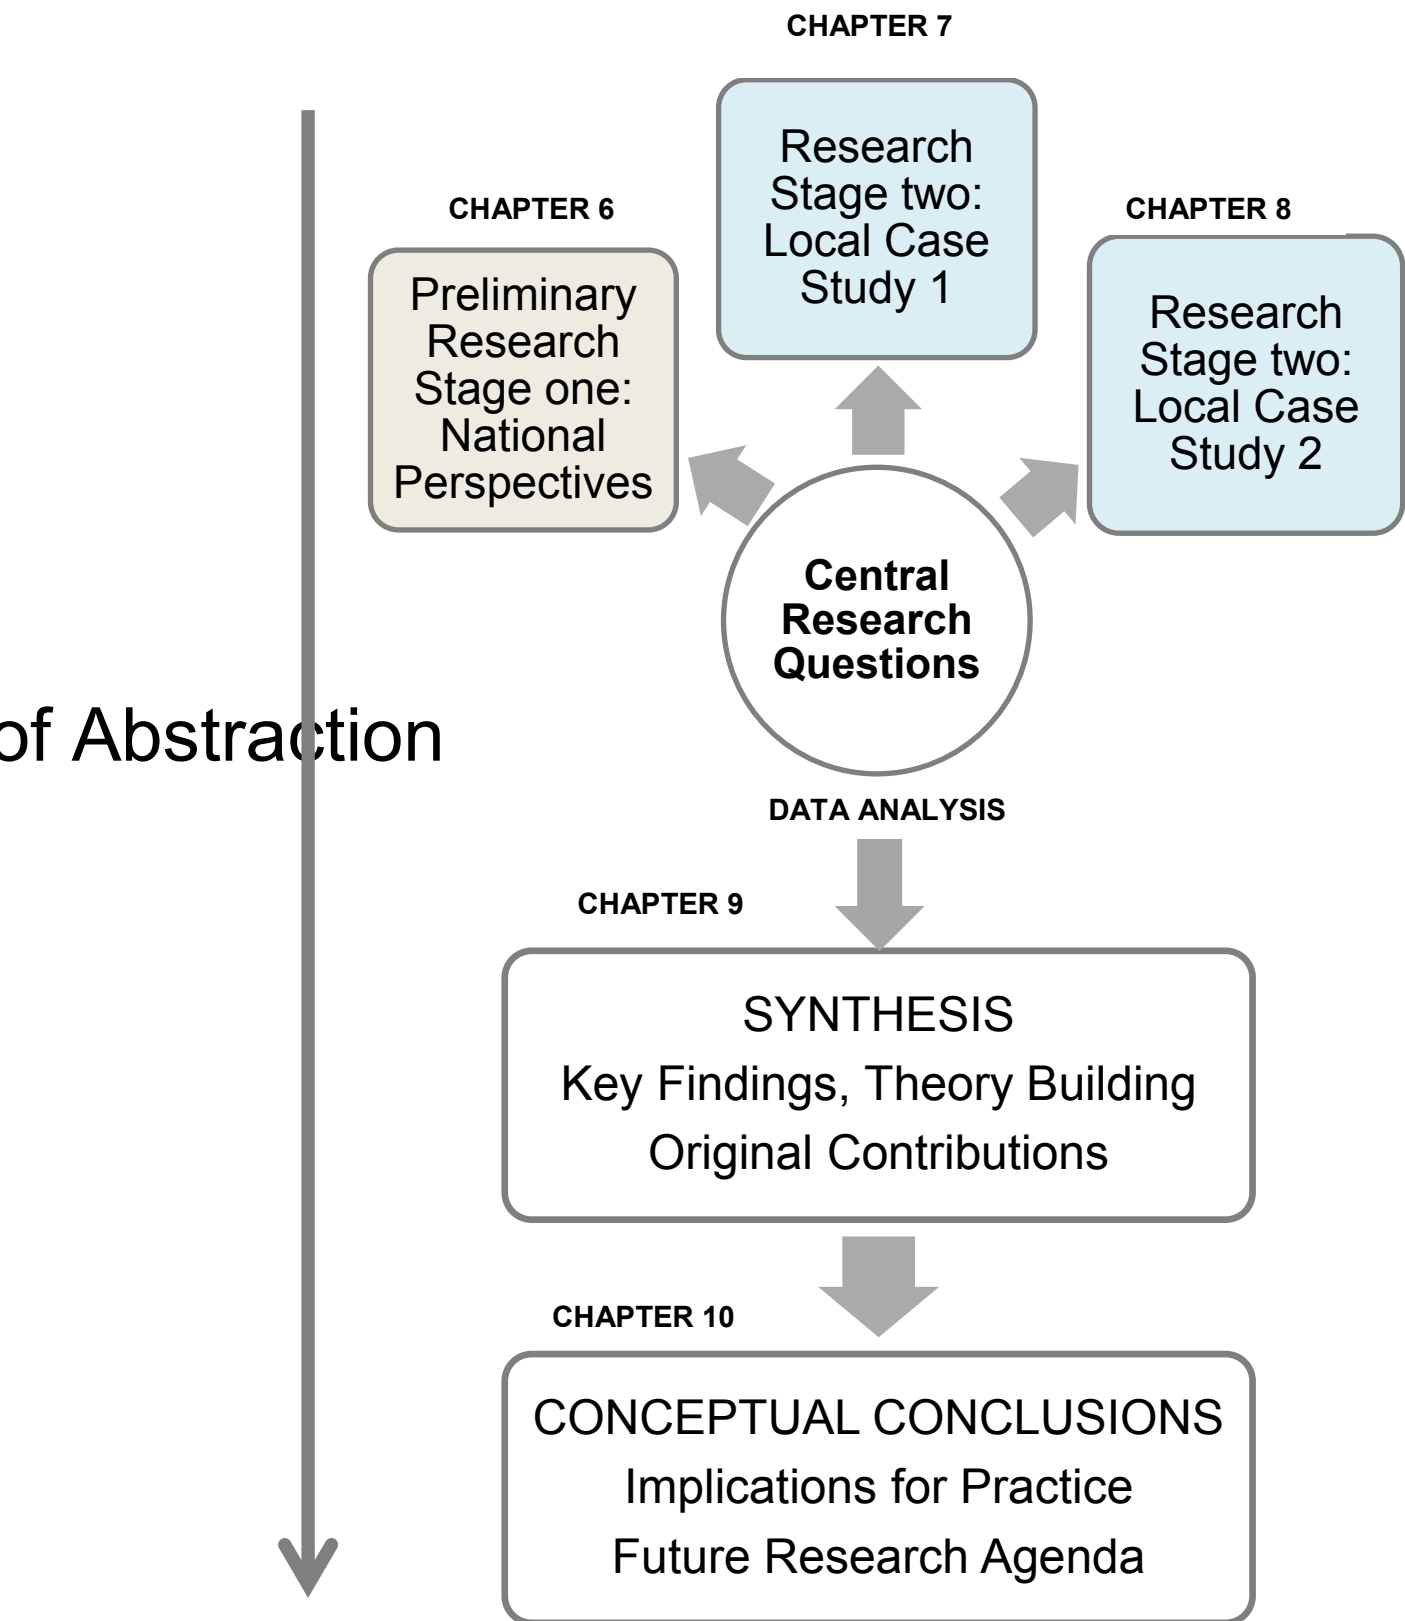 CHAPTER 7
Research
Stage two:
Local Case
Study 1
CHAPTER 6
Preliminary
Research
Stage one:
National
Perspectives
CHAPTER 8
Research
Stage two:
Local Case
Study 2
Central
Research
Questions
of Abstraction
DATA ANALYSIS
CHAPTER 9
SYNTHESIS
Key Findings, Theory Building
Original Contributions
CHAPTER 10
CONCEPTUAL CONCLUSIONS
Implications for Practice
Future Research Agenda